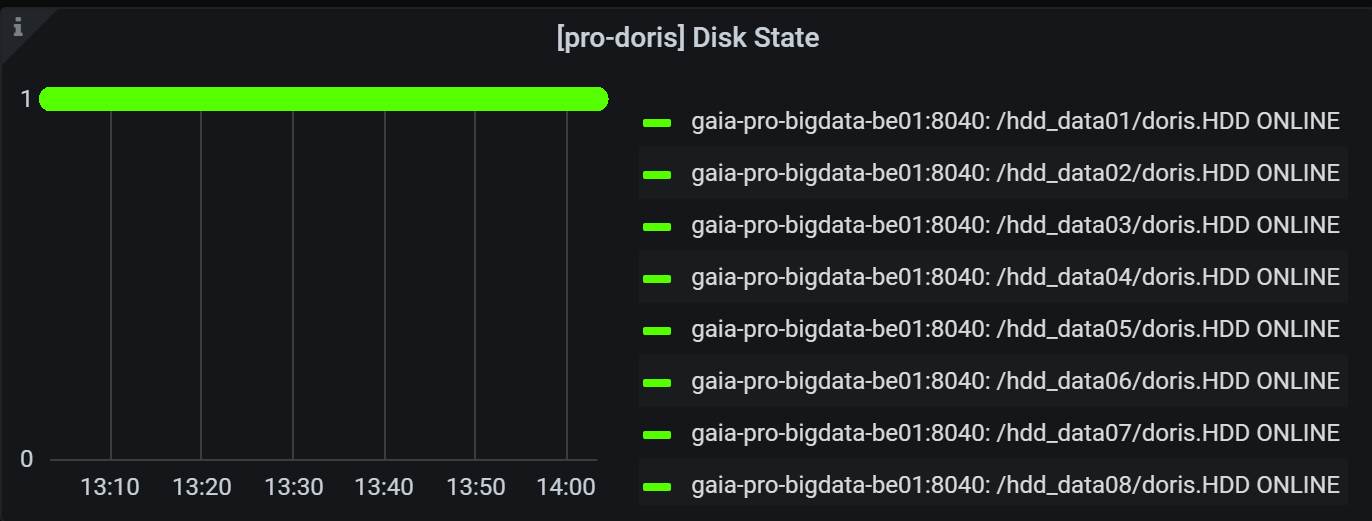 [pro-doris] Disk State
1
0
13:10 13:20 13:30 13:40 13:50 14:00
gaia-pro-bigdata-be01:8040: /hdd_data01/doris.HDD ONLINE
gaia-pro-bigdata-be01:8040: /hdd_data02/doris.HDD ONLINE
gaia-pro-bigdata-be01:8040: /hdd_data03/doris.HDD ONLINE
gaia-pro-bigdata-be01:8040: /hdd_data04/doris.HDD ONLINE
gaia-pro-bigdata-be01:8040: /hdd_data05/doris.HDD ONLINE
gaia-pro-bigdata-be01:8040: /hdd_data06/doris.HDD ONLINE
gaia-pro-bigdata-be01:8040: /hdd_data07/doris.HDD ONLINE
gaia-pro-bigdata-be01:8040: /hdd_data08/doris.HDD ONLINE